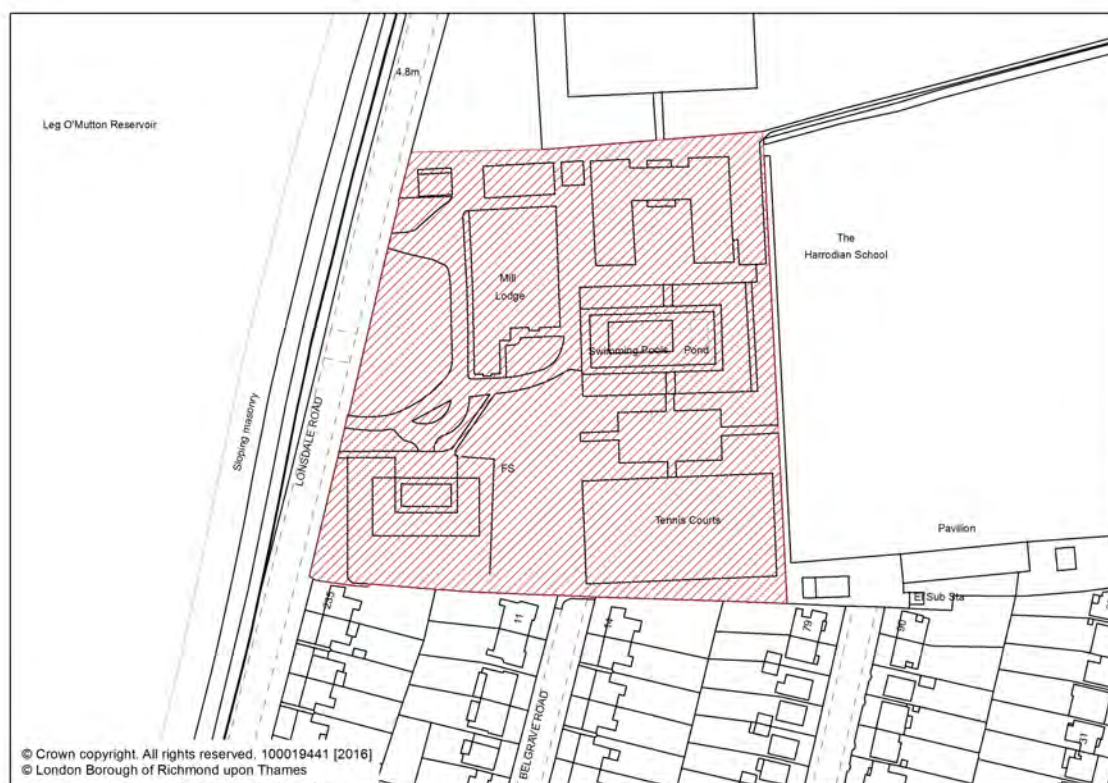 4.8m
Leg O'Mutton Reservoir
The
Harrodian School
Mill
Lodge
Swimming Pools
Pond
Sloping masonry
LONSDALE ROAD
FS
Tennis Courts
Pavilion
El Sub Sta
235
11
14
79
90
31
BELGRAVE ROAD
© Crown copyright. All rights reserved, 100019441 [2016]
© London Borough of Richmond upon Thames